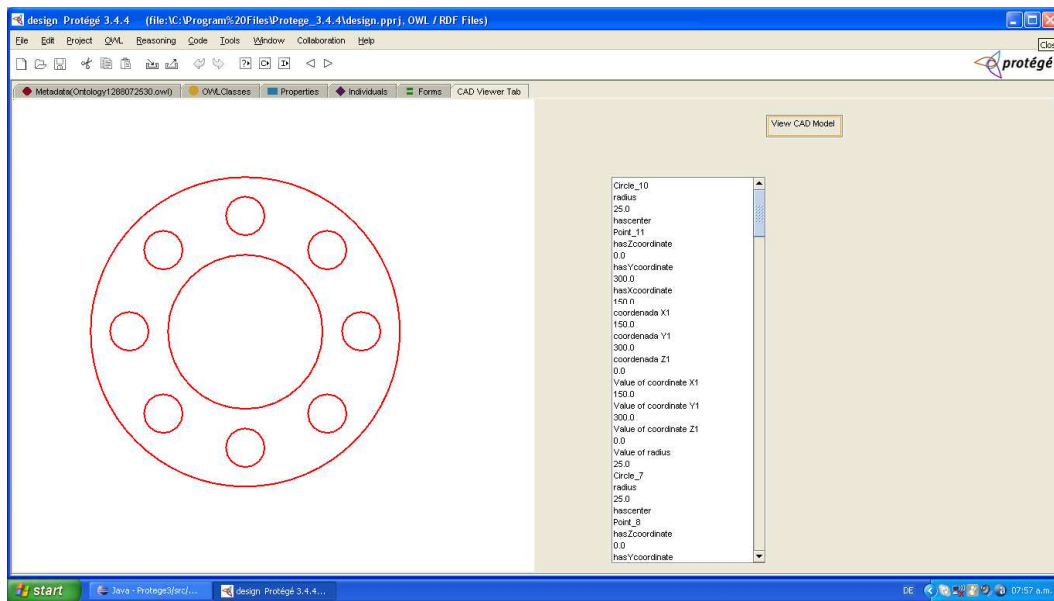 design Protégé 3.4.4 (file:\C:\Program%20Files\Protege_3.4.4\design.pprj, OWL / RDF Files)
File Edit Project OWL Reasoning Code Tools Window Collaboration Help
Clos
protégé
Metadata(Ontology1288072530.owl) OWLClasses Properties Individuals Forms CAD Viewer Tab
View CAD Model
Circle_10
radius
25.0
hascenter
Point_11
hasZcoordinate
0.0
hasYcoordinate
300.0
hasXcoordinate
150.0
coordenada X1
150.0
coordenada Y1
300.0
coordenada Z1
0.0
Value of coordinate X1
150.0
Value of coordinate Y1
300.0
Value of coordinate Z1
0.0
Value of radius
25.0
Circle_7
radius
25.0
hascenter
Point_8
hasZcoordinate
0.0
hasYcoordinate
start Java - Protege3/src/... design Protégé 3.4.4... DE 07:57 a.m.